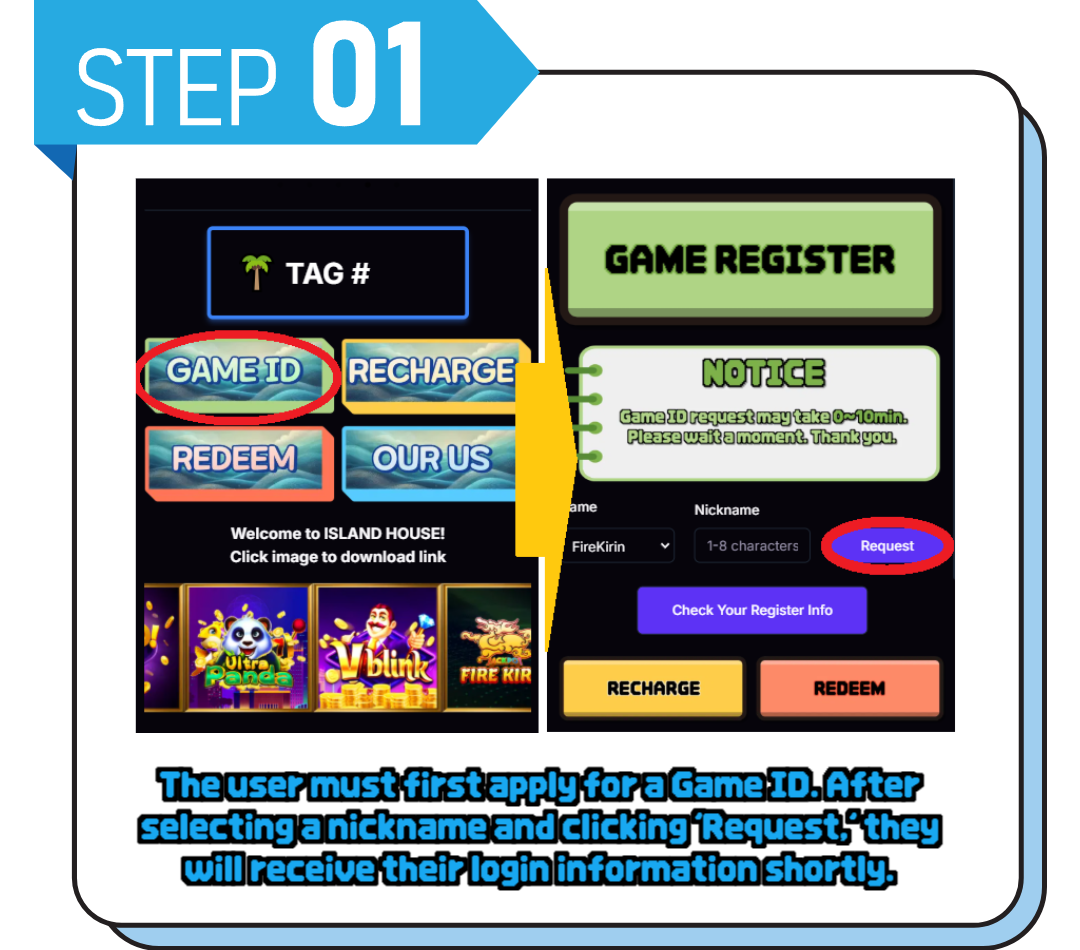 STEP 01
TAG #
GAME ID
RECHARGE
REDEEM
OUR US
Welcome to ISLAND HOUSE!
Click image to download link
Ultra
Panda
Vblink
FIRE KIR
GAME REGISTER
NOTICE
Game ID request may take 0~10min.
Please wait a moment. Thank you.
ame
Nickname
FireKirin
1-8 characters
Request
Check Your Register Info
RECHARGE
REDEEM
The user must first apply for a Game ID. After
selecting a nickname and clicking 'Request,' they
will receive their login information shortly.